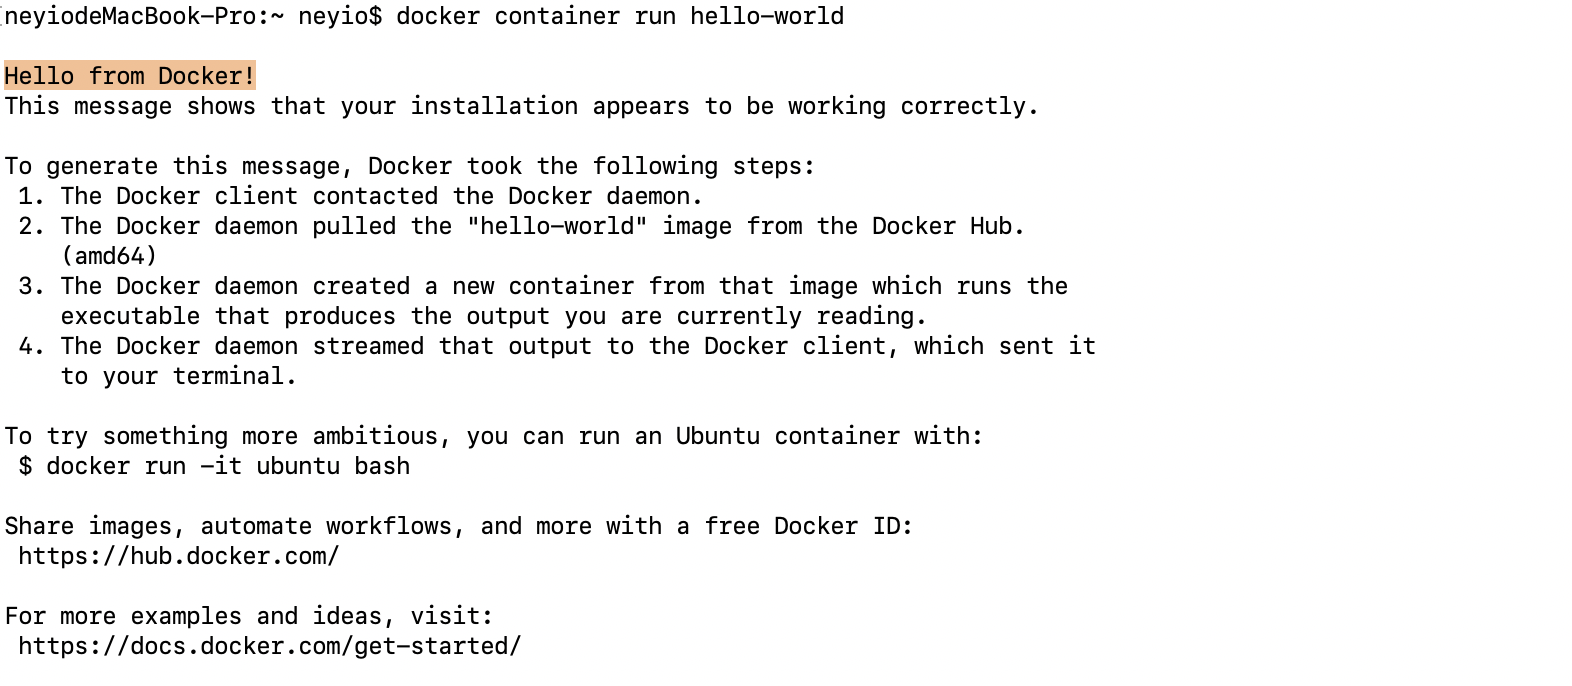 neyiodeMacBook-Pro:~ neyio$ docker container run hello-world
Hello from Docker!
This message shows that your installation appears to be working correctly.
To generate this message, Docker took the following steps:
1. The Docker client contacted the Docker daemon.
2. The Docker daemon pulled the "hello-world" image from the Docker Hub.
(amd64)
3. The Docker daemon created a new container from that image which runs the
executable that produces the output you are currently reading.
4. The Docker daemon streamed that output to the Docker client, which sent it
to your terminal.
To try something more ambitious, you can run an Ubuntu container with:
$ docker run -it ubuntu bash
Share images, automate workflows, and more with a free Docker ID:
https://hub.docker.com/
For more examples and ideas, visit:
https://docs.docker.com/get-started/